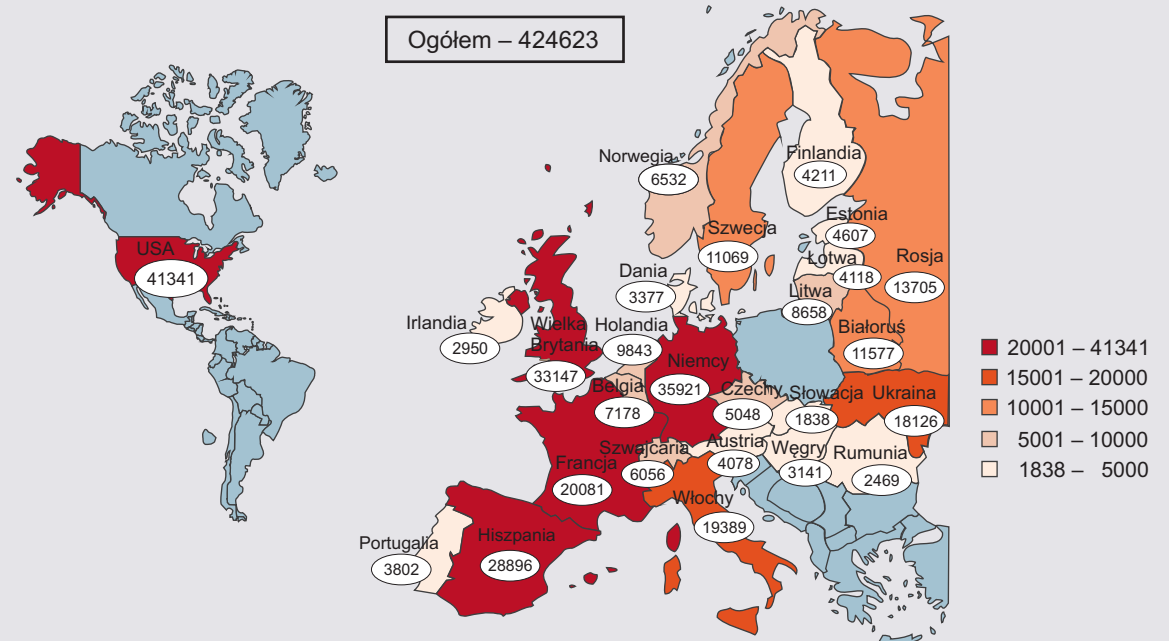 Ogółem – 424623
USA
41341
Norwegia
6532
Finlandia
4211
Estonia
4607
Szwecja
11069
Łotwa
4118
Rosja
13705
Dania
3377
Litwa
8658
Irlandia
2950
Wielka
Brytania
33147
Holandia
9843
Białoruś
11577
Niemcy
35921
Belgia
7178
Czechy
5048
Słowacja
1838
Ukraina
18126
Szwajcaria
6056
Austria
4078
Węgry
3141
Rumunia
2469
Francja
20081
Włochy
19389
Portugalia
3802
Hiszpania
28896
20001 – 41341
15001 – 20000
10001 – 15000
5001 – 10000
1838 – 5000